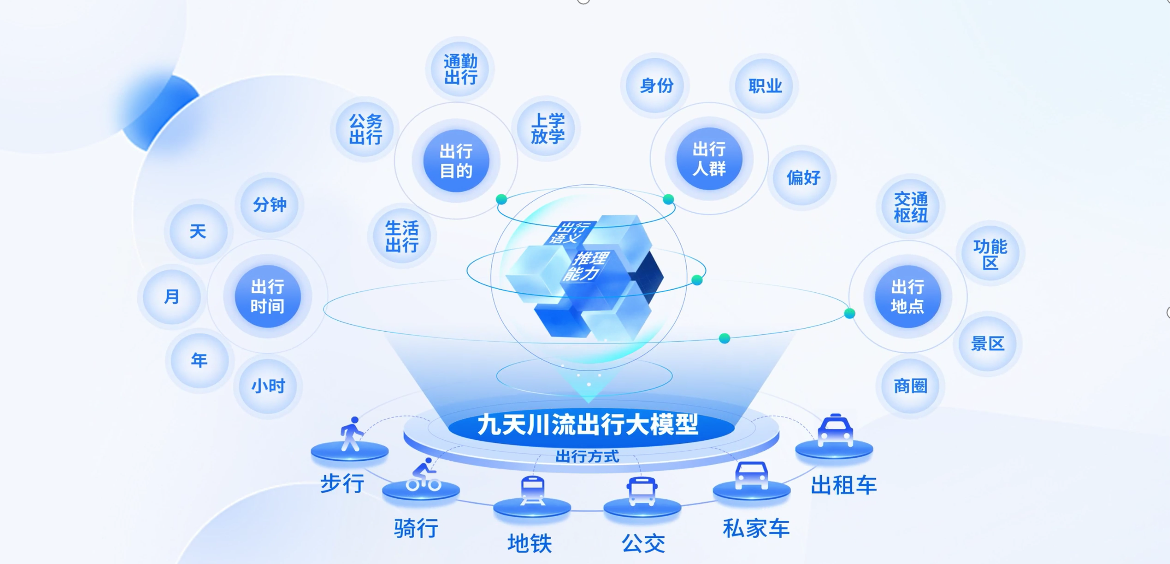 通勤
出行
公务
出行
上学
放学
生活
出行
出行
目的
身份
职业
偏好
出行
人群
分钟
天
月
年
小时
出行
时间
交通
枢纽
功能
区
景区
商圈
出行
地点
出行
语义
推理
能力
九天川流出行大模型
出行方式
步行
骑行
地铁
公交
私家车
出租车